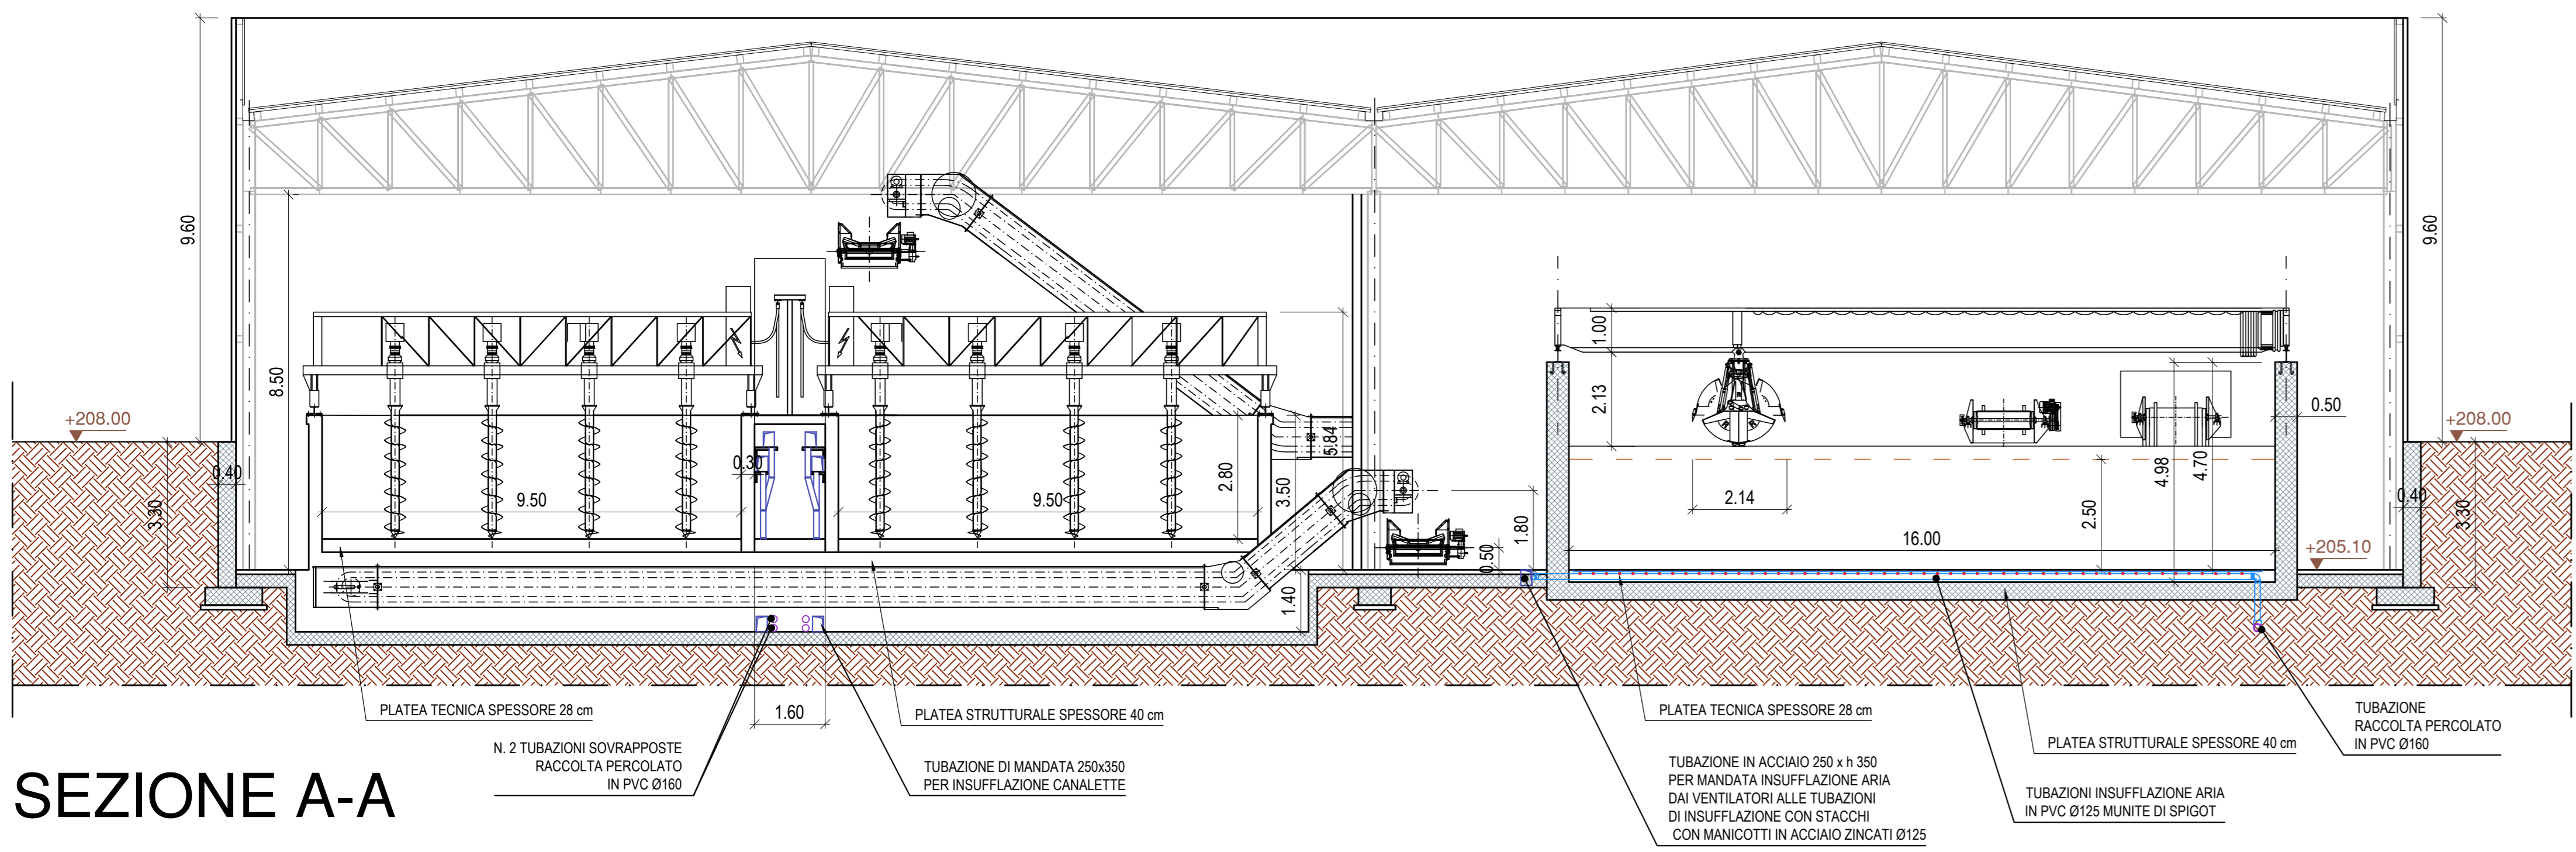 9.60
9.60
8.50
1.00
2.13
+208.00
0.50
+208.00
5.84
0.40
0.30
2.80
3.50
4.98
4.70
3.30
9.50
9.50
2.14
2.50
0.40
3.30
1.80
16.00
+205.10
0.50
1.40
PLATEA TECNICA SPESSORE 28 cm
1.60
PLATEA STRUTTURALE SPESSORE 40 cm
PLATEA TECNICA SPESSORE 28 cm
PLATEA STRUTTURALE SPESSORE 40 cm
TUBAZIONE
RACCOLTA PERCOLATO
IN PVC Ø160
N. 2 TUBAZIONI SOVRAPPOSTE
RACCOLTA PERCOLATO
IN PVC Ø160
TUBAZIONE DI MANDATA 250x350
PER INSUFFLAZIONE CANALETTE
TUBAZIONE IN ACCIAIO 250 x h 350
PER MANDATA INSUFFLAZIONE ARIA
DAI VENTILATORI ALLE TUBAZIONI
DI INSUFFLAZIONE CON STACCHI
CON MANICOTTI IN ACCIAIO ZINCATI Ø125
TUBAZIONI INSUFFLAZIONE ARIA
IN PVC Ø125 MUNITE DI SPIGOT
SEZIONE A-A